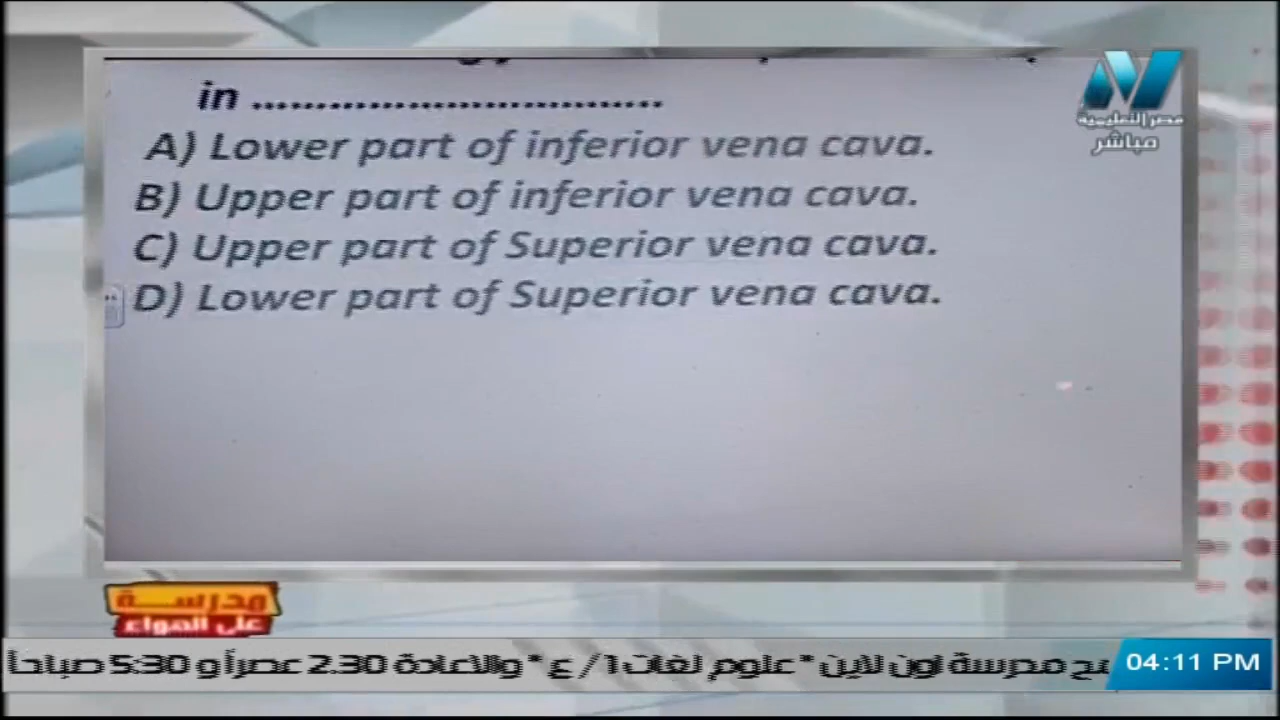 in ................................
A) Lower part of inferior vena cava.
B) Upper part of inferior vena cava.
C) Upper part of Superior vena cava.
D) Lower part of Superior vena cava.
مصر التعليمية
مباشر
مدرســـة
على الهواء
مدرسة اون لاين " علوم لغات 1/ ع " والاعادة 2.30 عصراً و 5:30 صباحاً
04:11 PM